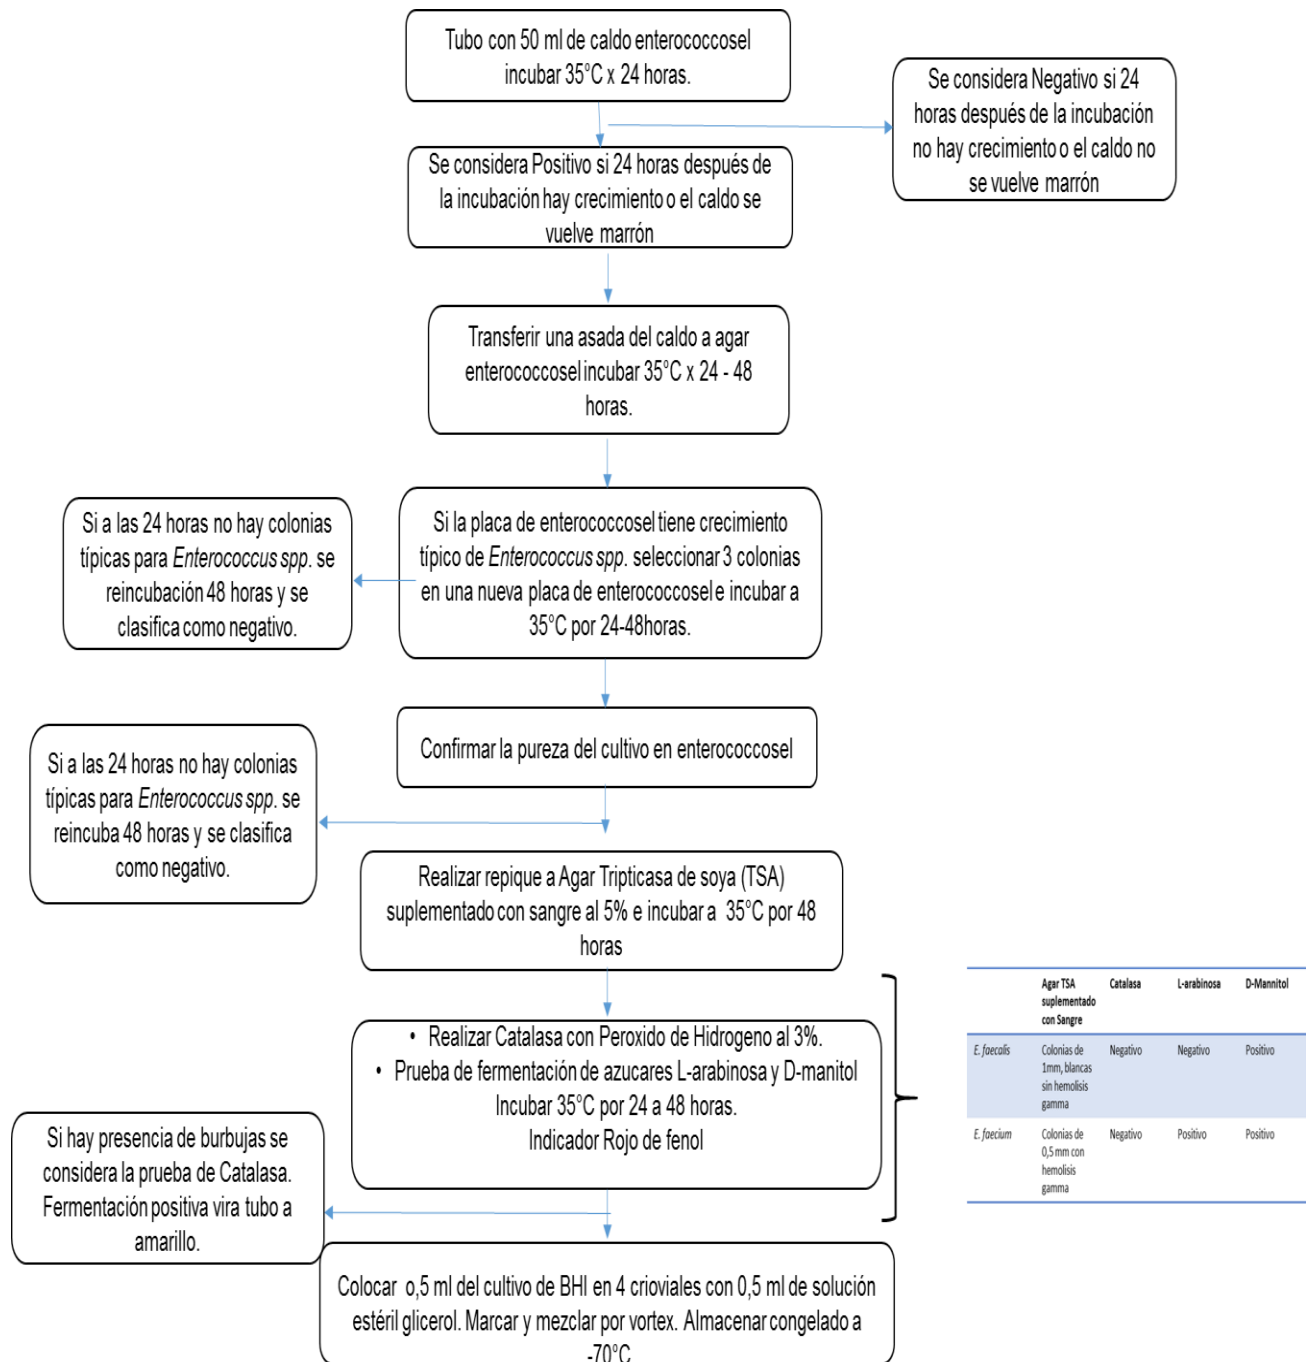 Tubo con 50 ml de caldo enterococcosel
incubar 35°C x 24 horas.
Se considera Negativo si 24
horas después de la incubación
no hay crecimiento o el caldo no
se vuelve marrón
Se considera Positivo si 24 horas después de
la incubación hay crecimiento o el caldo se
vuelve marrón
Transferir una asada del caldo a agar
enterococcosel incubar 35°C x 24 - 48
horas.
Si a las 24 horas no hay colonias
típicas para Enterococcus spp. se
reincubación 48 horas y se
clasifica como negativo.
Si la placa de enterococcosel tiene crecimiento
típico de Enterococcus spp. seleccionar 3 colonias
en una nueva placa de enterococcosel e incubar a
35°C por 24-48horas.
Confirmar la pureza del cultivo en enterococcosel
Si a las 24 horas no hay colonias
típicas para Enterococcus spp. se
reincuba 48 horas y se clasifica
como negativo.
Realizar repique a Agar Tripticasa de soya (TSA)
suplementado con sangre al 5% e incubar a 35°C por 48
horas
• Realizar Catalasa con Peroxido de Hidrogeno al 3%.
• Prueba de fermentación de azucares L-arabinosa y D-manitol
Incubar 35°C por 24 a 48 horas.
Indicador Rojo de fenol
Agar TSA
suplementado
con Sangre
Catalasa
L-arabinosa
D-Mannitol
E. faecalis
Colonias de
1mm, blancas
sin hemolisis
gamma
Negativo
Negativo
Positivo
E. faecium
Colonias de
0,5 mm con
hemolisis
gamma
Negativo
Positivo
Positivo
Si hay presencia de burbujas se
considera la prueba de Catalasa.
Fermentación positiva vira tubo a
amarillo.
Colocar o,5 ml del cultivo de BHI en 4 crioviales con 0,5 ml de solución
estéril glicerol. Marcar y mezclar por vortex. Almacenar congelado a
-70°C